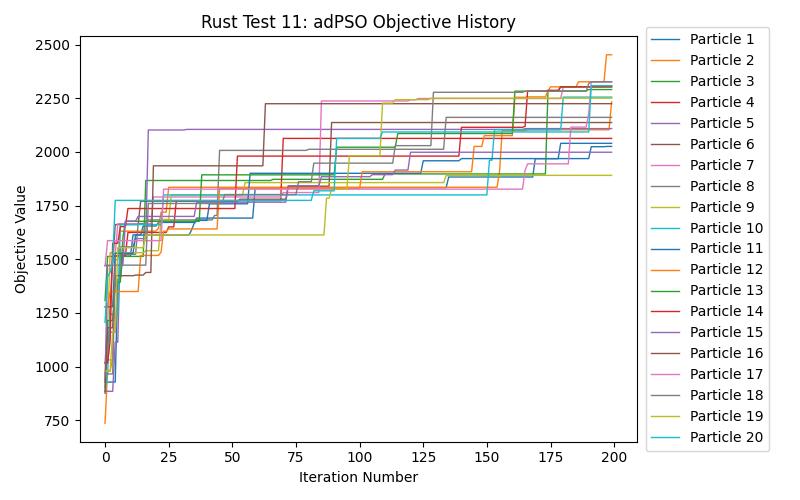 Rust Test 11: adPSO Objective History
Objective Value
2500
2250
2000
1750
1500
1250
1000
750
0
25
50
75
100
125
150
175
200
Iteration Number
Particle 1
Particle 2
Particle 3
Particle 4
Particle 5
Particle 6
Particle 7
Particle 8
Particle 9
Particle 10
Particle 11
Particle 12
Particle 13
Particle 14
Particle 15
Particle 16
Particle 17
Particle 18
Particle 19
Particle 20